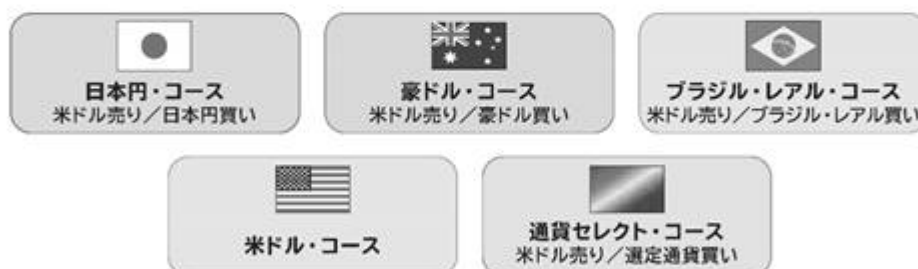 日本円・コース
米ドル売り／日本円買い
豪ドル・コース
米ドル売り／豪ドル買い
ブラジル・レアル・コース
米ドル売り／ブラジル・レアル買い
米ドル・コース
通貨セレクト・コース
米ドル売り／選定通貨買い